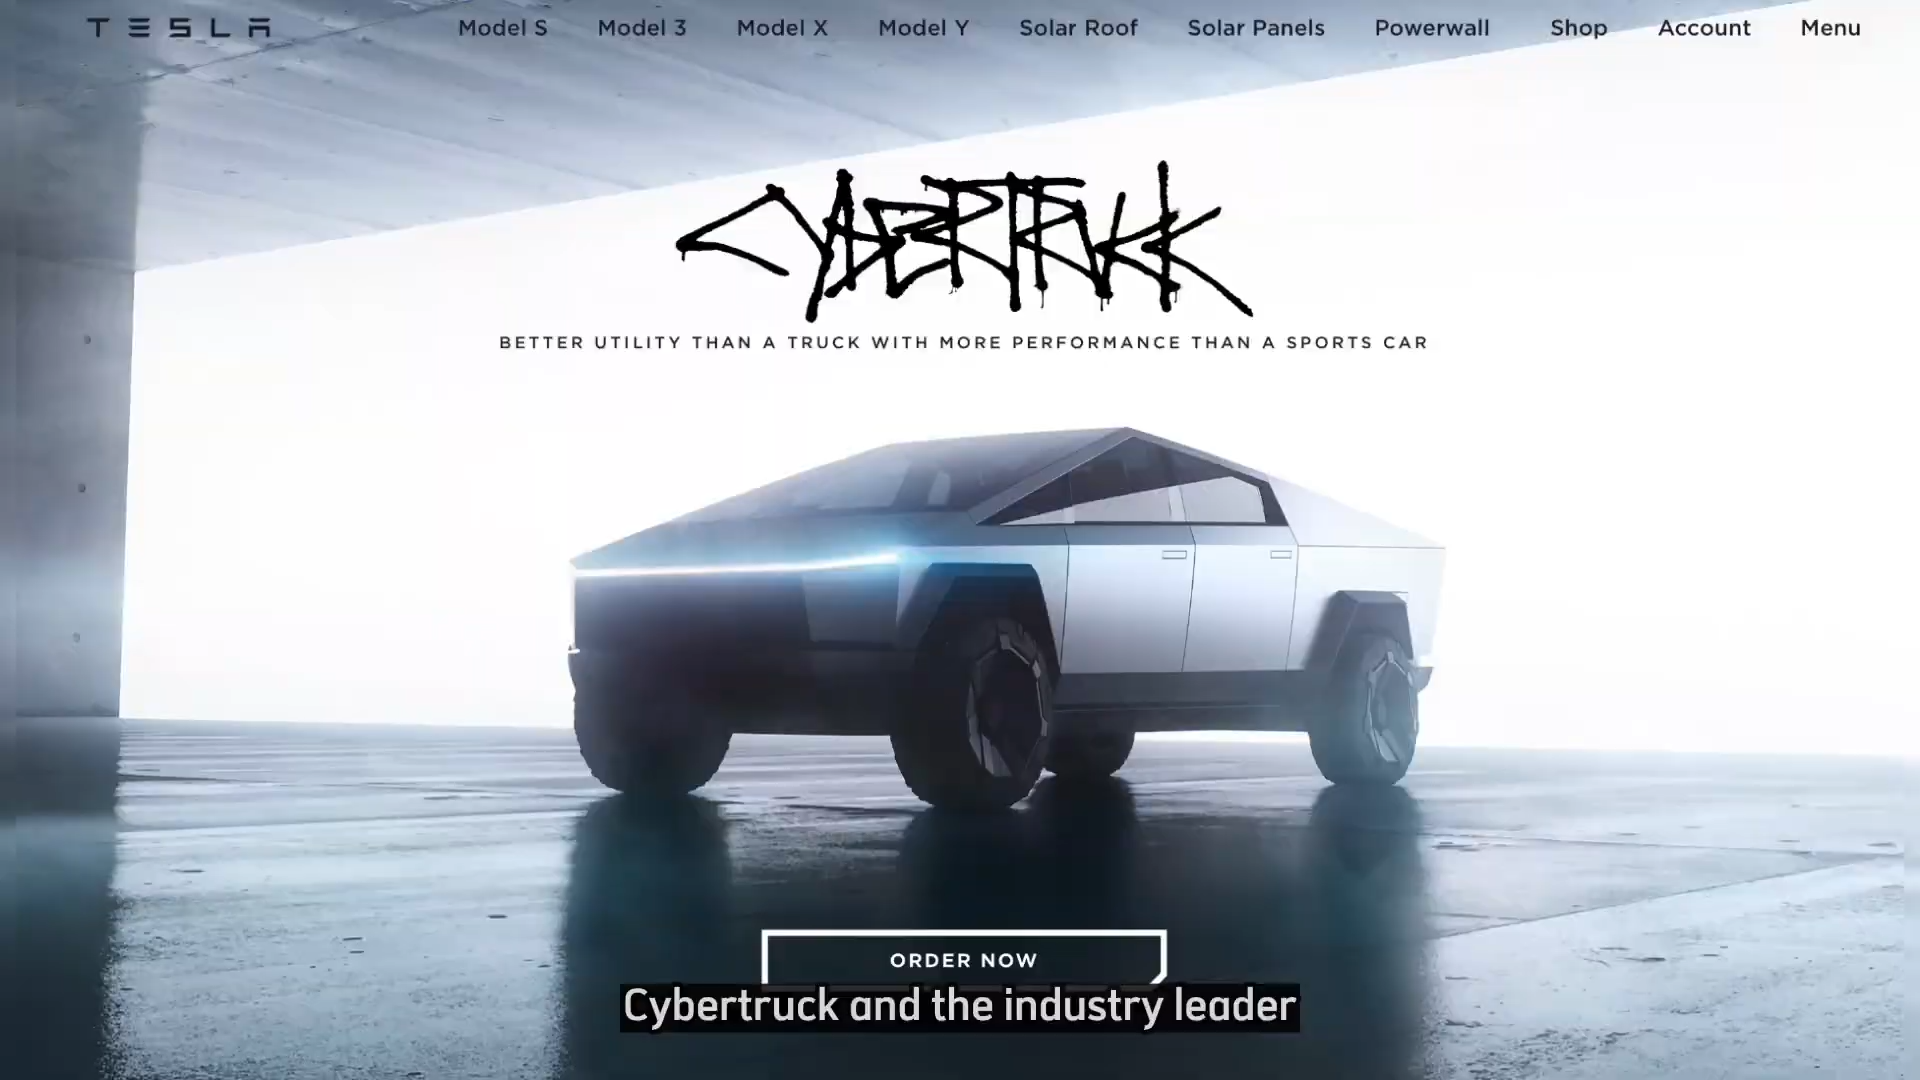 TESLA Model S Model 3 Model X Model Y Solar Roof Solar Panels Powerwall Shop Account Menu
CYBERTRUCK
BETTER UTILITY THAN A TRUCK WITH MORE PERFORMANCE THAN A SPORTS CAR
ORDER NOW
Cybertruck and the industry leader